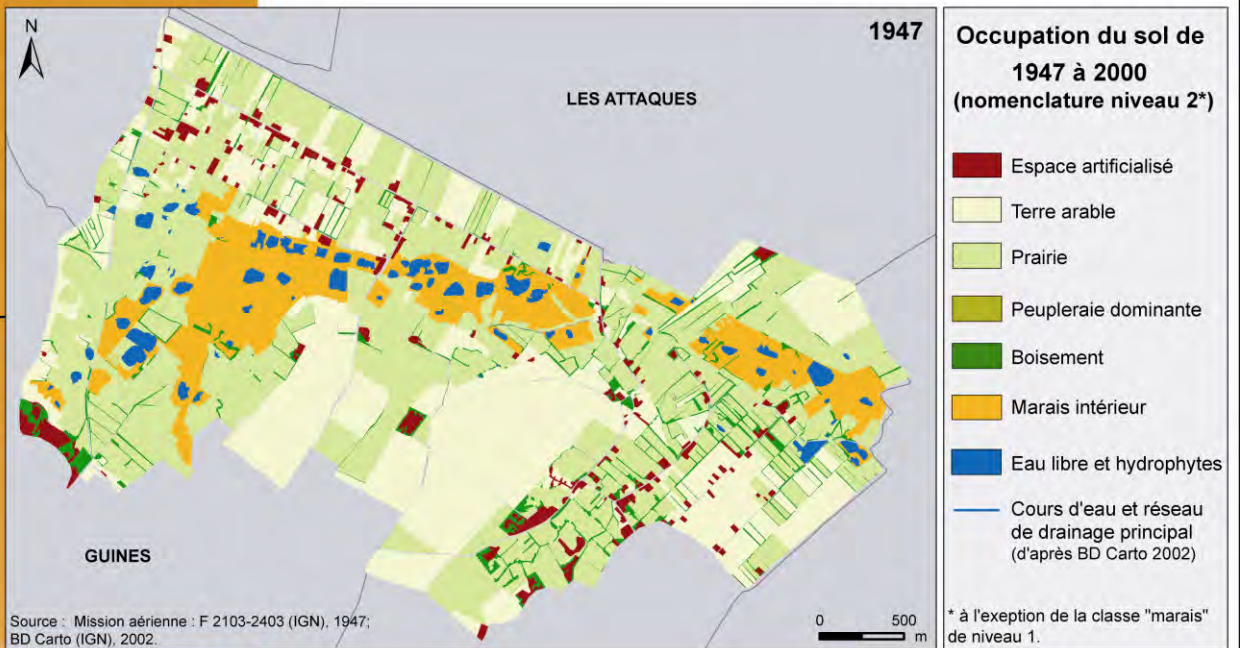 N
1947
LES ATTAQUES
GUINES
Source : Mission aérienne : F 2103-2403 (IGN), 1947;
BD Carto (IGN), 2002.
0 500
m
Occupation du sol de
1947 à 2000
(nomenclature niveau 2*)
Espace artificialisé
Terre arable
Prairie
Peupleraie dominante
Boisement
Marais intérieur
Eau libre et hydrophytes
Cours d'eau et réseau
de drainage principal
(d'après BD Carto 2002)
* à l'exeption de la classe "marais"
de niveau 1.